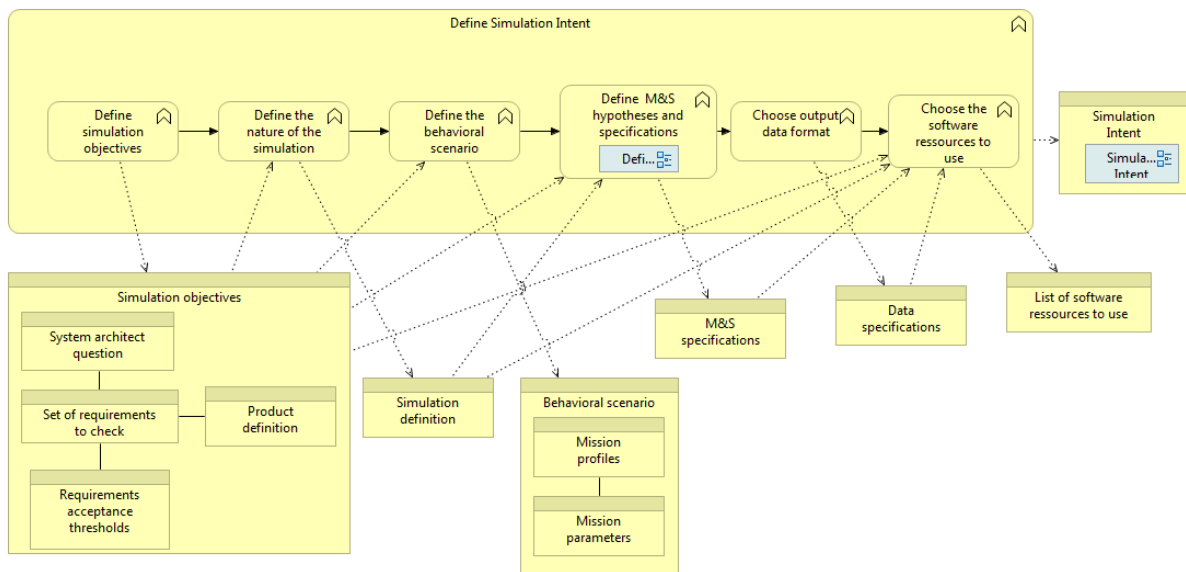 Define Simulation Intent
Define
simulation
objectives
Define the
nature of the
simulation
Define the
behavioral
scenario
Define M&S
hypotheses and
specifications
Defi...
Choose output
data format
Choose the
software
ressources to
use
Simulation
Intent
Simula...
Intent
Simulation objectives
System architect
question
Set of requirements
to check
Product
definition
Requirements
acceptance
thresholds
Simulation
definition
Behavioral scenario
Mission
profiles
Mission
parameters
M&S
specifications
Data
specifications
List of software
ressources to use